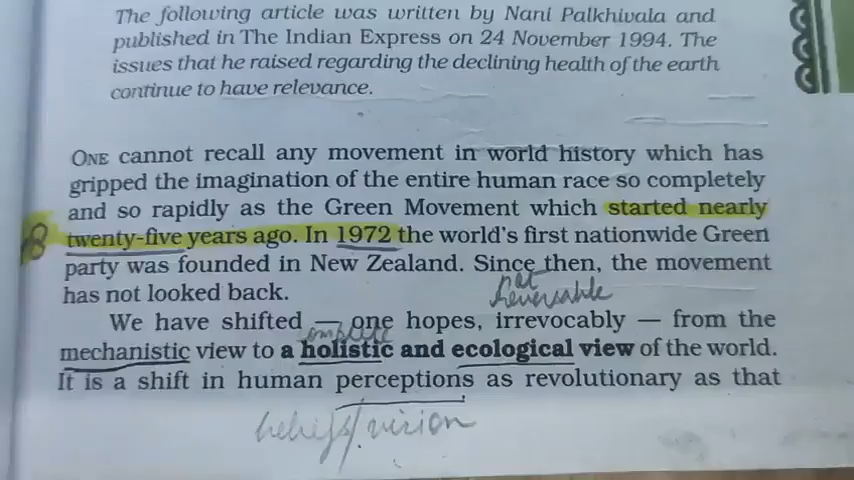 The following article was written by Nani Palkhivala and
published in The Indian Express on 24 November 1994. The
issues that he raised regarding the declining health of the earth
continue to have relevance.
ONE cannot recall any movement in world history which has
gripped the imagination of the entire human race so completely
and so rapidly as the Green Movement which started nearly
twenty-five years ago. In 1972 the world's first nationwide Green
party was founded in New Zealand. Since then, the movement
has not looked back.
not
Reversable
We have shifted — one hopes, irrevocably — from the
complete
mechanistic view to a holistic and ecological view of the world.
It is a shift in human perceptions as revolutionary as that
beliefs/vision